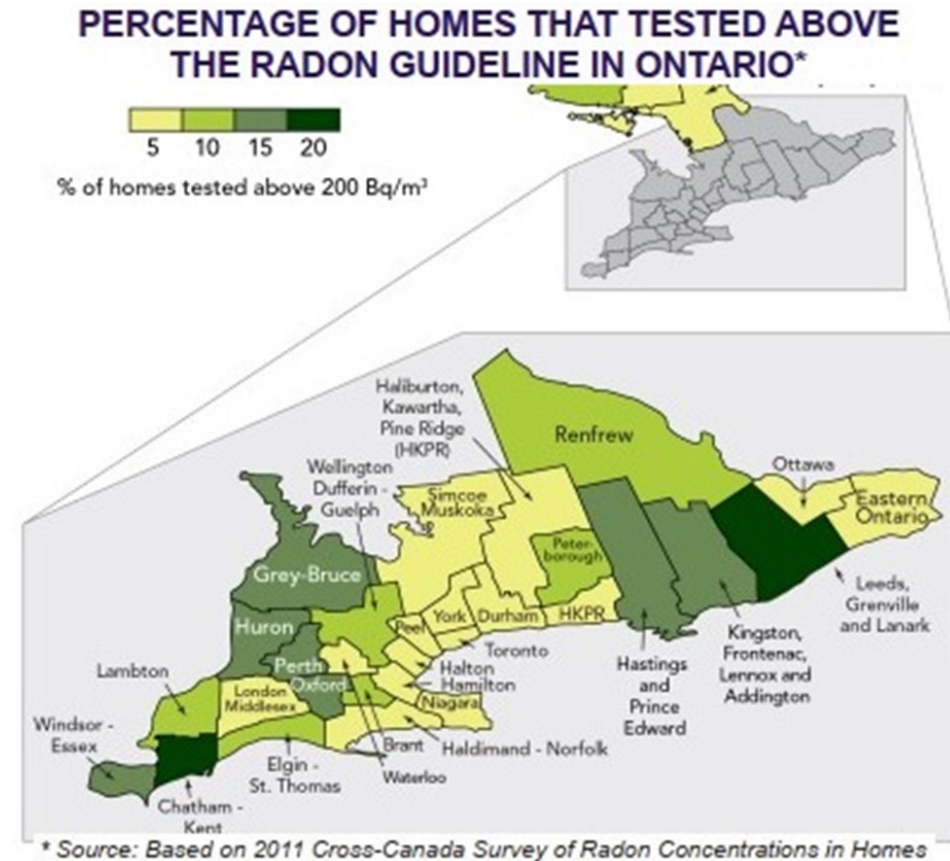 PERCENTAGE OF HOMES THAT TESTED ABOVE
THE RADON GUIDELINE IN ONTARIO*
5 10 15 20
% of homes tested above 200 Bq/m³
Haliburton,
Kawartha,
Pine Ridge
(HKPR)
Renfrew
Wellington
Dufferin -
Guelph
Simcoe
Muskoka
Ottawa
Eastern
Ontario
Peter-
borough
Grey-Bruce
Huron
Peel
York
Durham
HKPR
Toronto
Halton
Hamilton
Niagara
Perth
Oxford
Lambton
London
Middlesex
Windsor -
Essex
Chatham -
Kent
Elgin -
St. Thomas
Brant
Waterloo
Haldimand - Norfolk
Hastings
and
Prince
Edward
Kingston,
Frontenac,
Lennox and
Addington
Leeds,
Grenville
and Lanark
* Source: Based on 2011 Cross-Canada Survey of Radon Concentrations in Homes